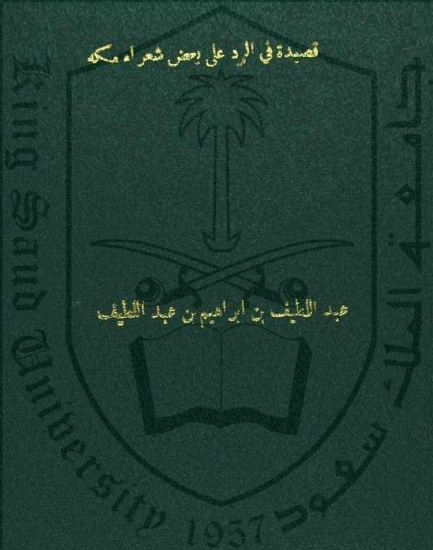 قصيدة في الرد على بعض شعراء مكه
عبد اللطيف بن ابراهيم بن عبد اللطيف
King Saud University 1957 جامعة الملك سعود